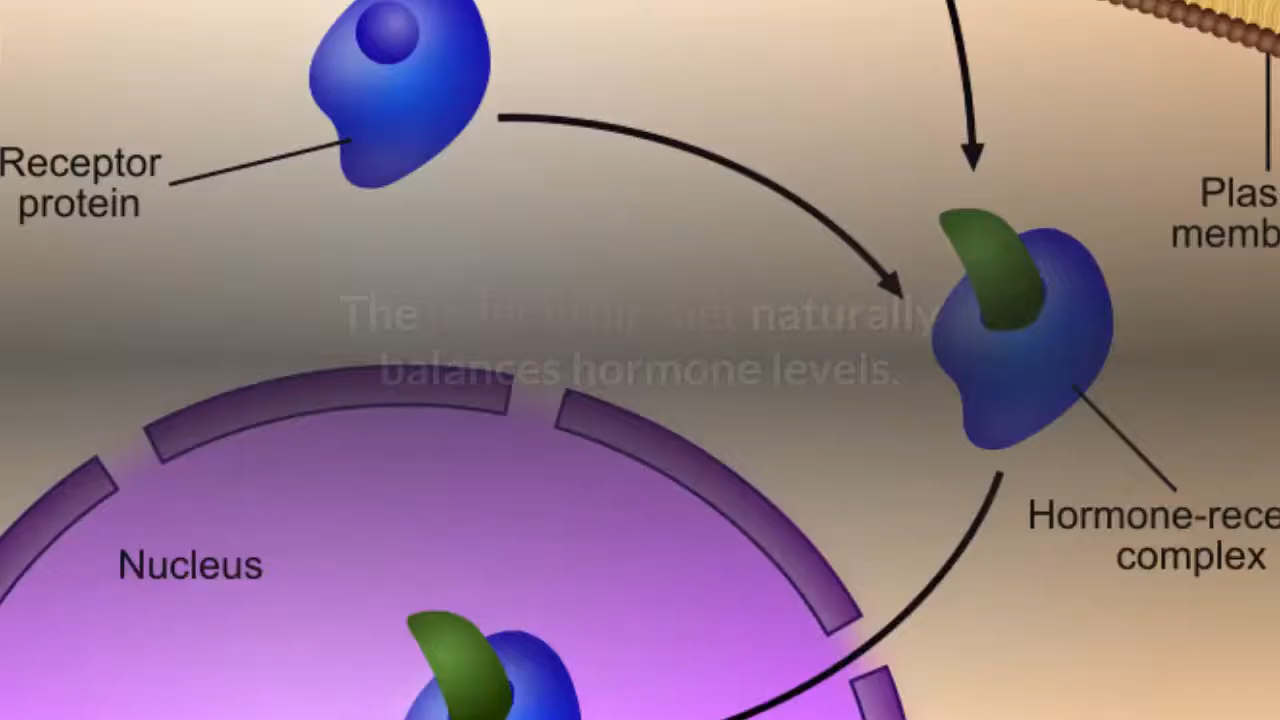 Receptor
protein
Plas
memb
The naturally
balances hormone levels.
Hormone-rece
complex
Nucleus